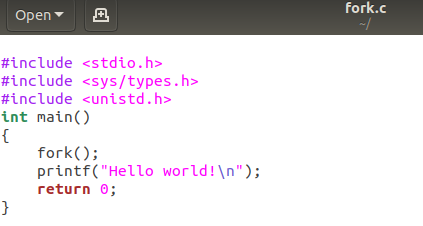 Open
fork.c
~/
#include <stdio.h>
#include <sys/types.h>
#include <unistd.h>
int main()
{
    fork();
    printf("Hello world!\n");
    return 0;
}